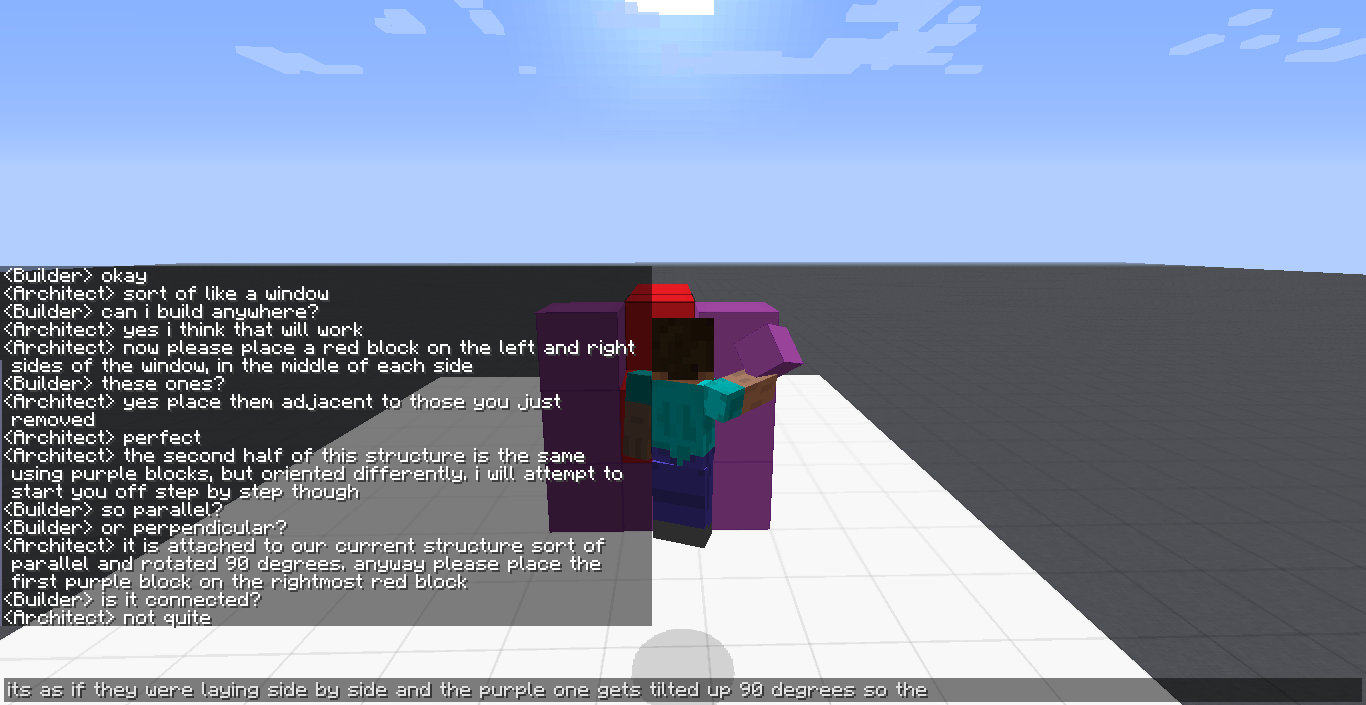 <Builder> okay
<Architect> sort of like a window
<Builder> can i build anywhere?
<Architect> yes i think that will work
<Architect> now please place a red block on the left and right
sides of the window, in the middle of each side
<Builder> these ones?
<Architect> yes place them adjacent to those you just
removed
<Architect> perfect
<Architect> the second half of this structure is the same
using purple blocks, but oriented differently. i will attempt to
start you off step by step though
<Builder> so parallel?
<Builder> or perpendicular?
<Architect> it is attached to our current structure sort of
parallel and rotated 90 degrees. anyway please place the
first purple block on the rightmost red block
<Builder> is it connected?
<Architect> not quite
its as if they were laying side by side and the purple one gets tilted up 90 degrees so the